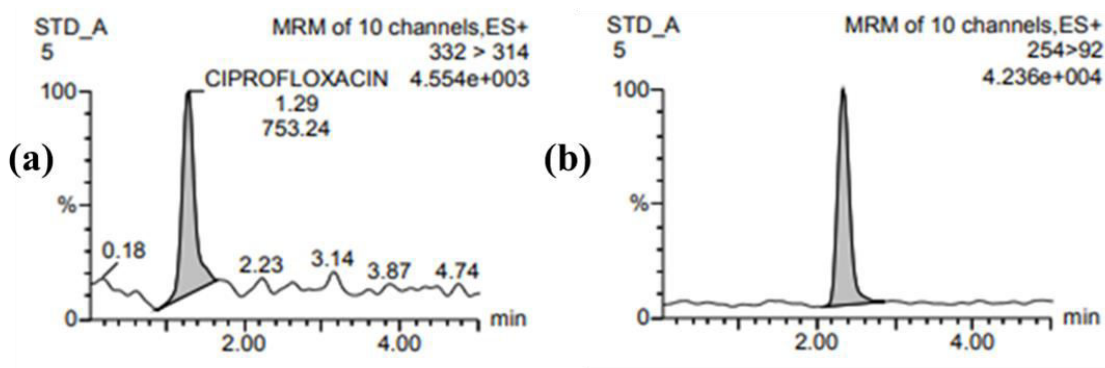 (a)
STD_A
5
MRM of 10 channels,ES+
332 > 314
4.554e+003
CIPROFLOXACIN
1.29
753.24
100
%
0
0.18
2.23
3.14
3.87
4.74
2.00
4.00
min
(b)
STD_A
5
MRM of 10 channels,ES+
254>92
4.236e+004
100
%
0
2.00
4.00
min